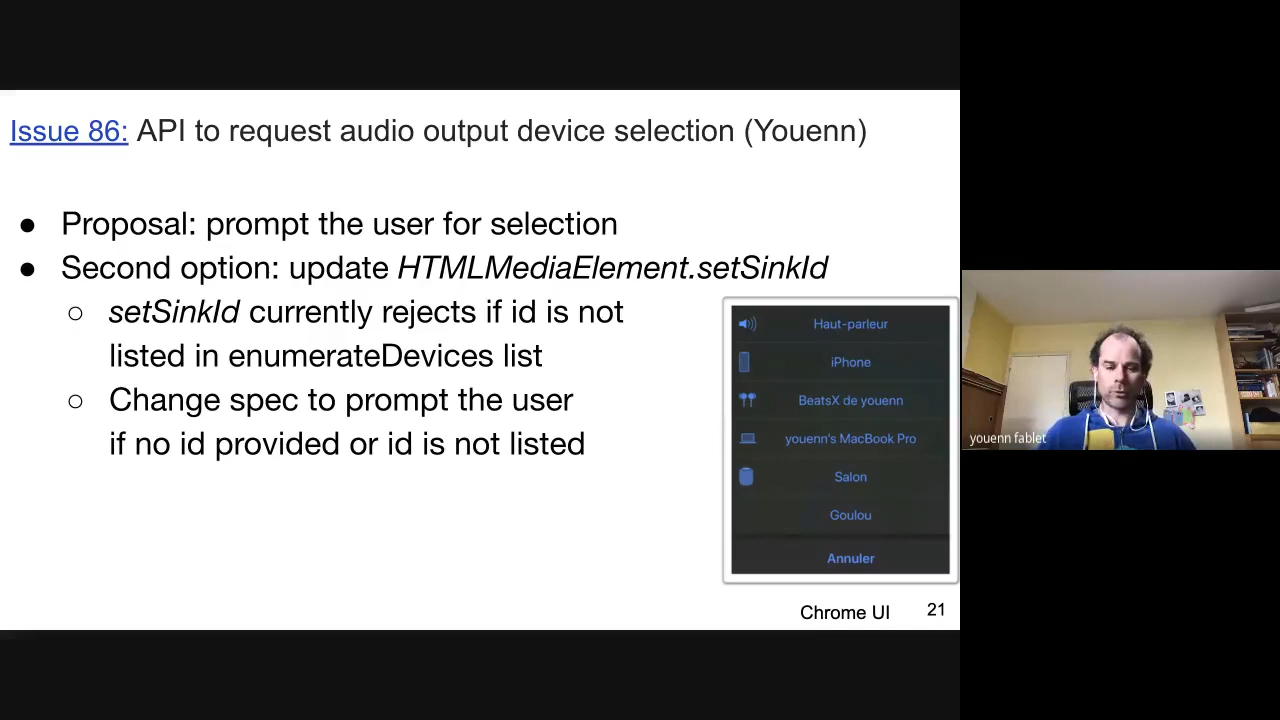 Issue 86: API to request audio output device selection (Youenn)
● Proposal: prompt the user for selection
● Second option: update HTMLMediaElement.setSinkId
○ setSinkId currently rejects if id is not
listed in enumerateDevices list
○ Change spec to prompt the user
if no id provided or id is not listed
Haut-parleur
iPhone
BeatsX de youenn
youenn's MacBook Pro
Salon
Goulou
Annuler
Chrome UI
21
youenn fablet